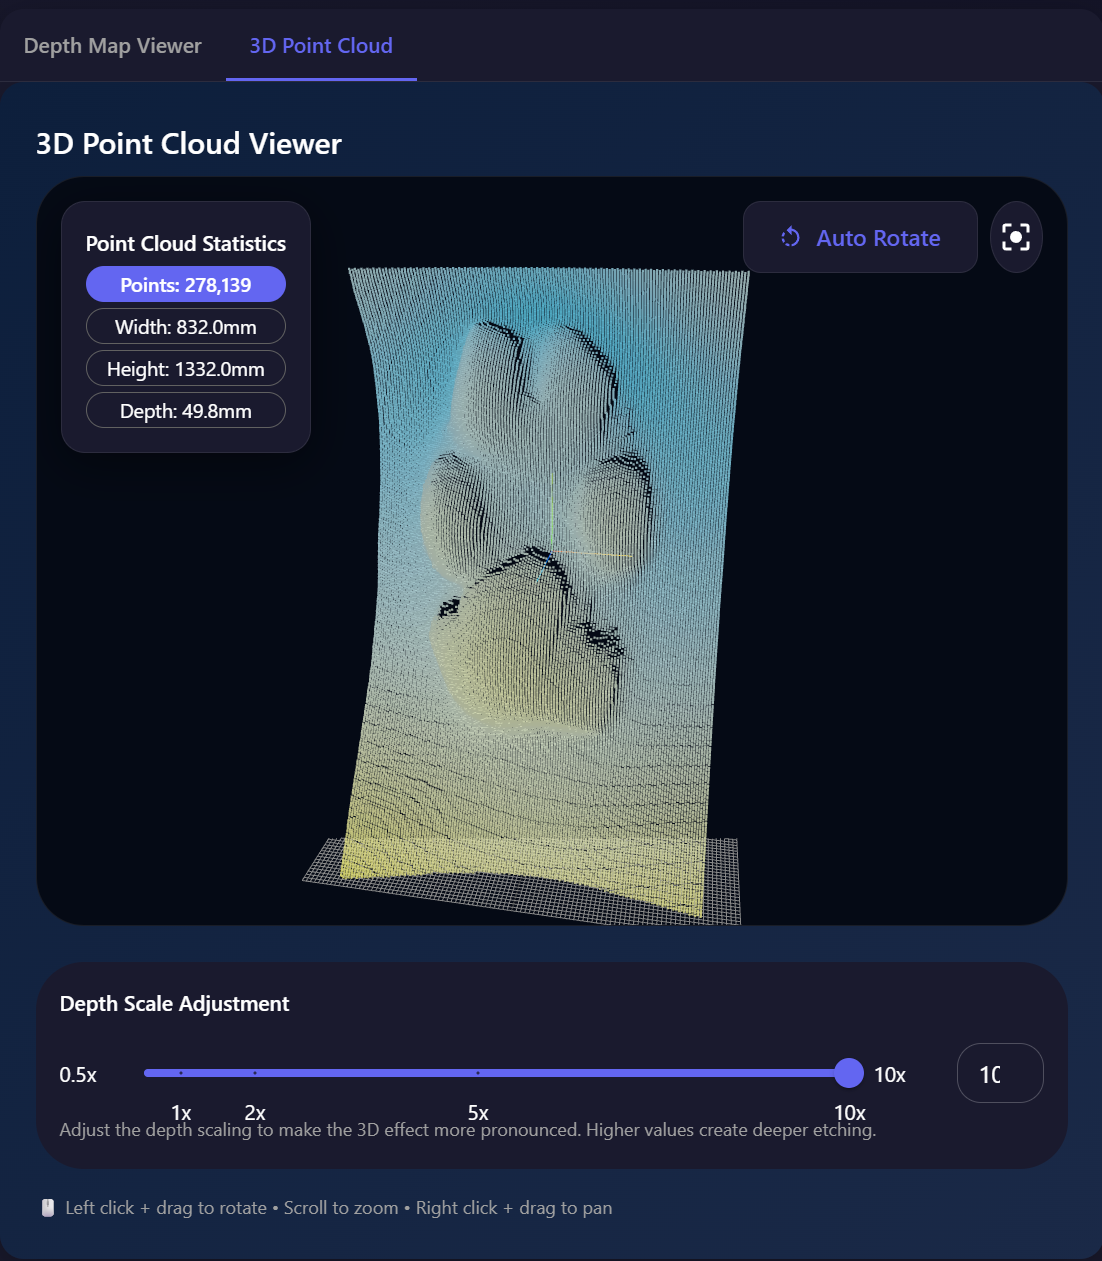 Depth Map Viewer
3D Point Cloud
3D Point Cloud Viewer
Point Cloud Statistics
Points: 278,139
Width: 832.0mm
Height: 1332.0mm
Depth: 49.8mm
Auto Rotate
Depth Scale Adjustment
0.5x
10x
10
1x
2x
5x
10x
Adjust the depth scaling to make the 3D effect more pronounced. Higher values create deeper etching.
Left click + drag to rotate • Scroll to zoom • Right click + drag to pan